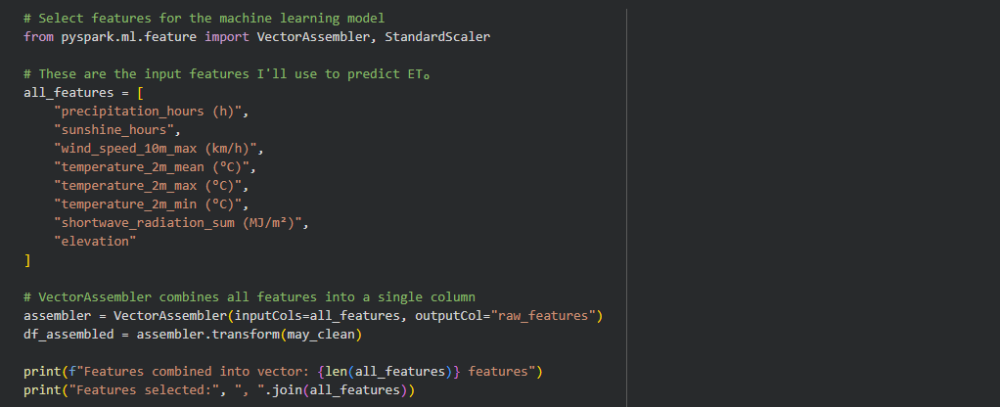 # Select features for the machine learning model
from pyspark.ml.feature import VectorAssembler, StandardScaler
# These are the input features I'll use to predict ET₀
all_features = [
"precipitation_hours (h)",
"sunshine_hours",
"wind_speed_10m_max (km/h)",
"temperature_2m_mean (°C)",
"temperature_2m_max (°C)",
"temperature_2m_min (°C)",
"shortwave_radiation_sum (MJ/m²)",
"elevation"
]
# VectorAssembler combines all features into a single column
assembler = VectorAssembler(inputCols=all_features, outputCol="raw_features")
df_assembled = assembler.transform(may_clean)
print(f"Features combined into vector: {len(all_features)} features")
print("Features selected:", ", ".join(all_features))